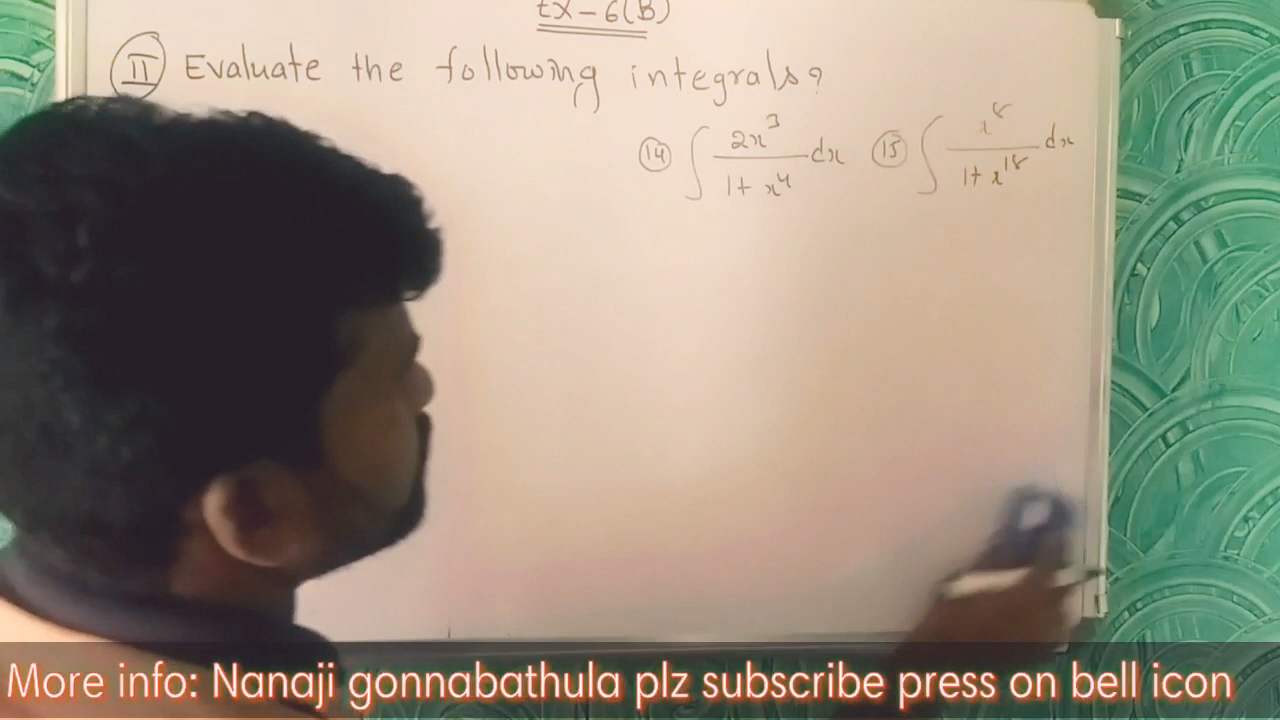 EX-6(B)
II Evaluate the following integrals?
14 ∫ 2x³/1+x⁴ dx 15 ∫ x⁸/1+x¹⁸ dx
More info: Nanaji gonnabathula plz subscribe press on bell icon